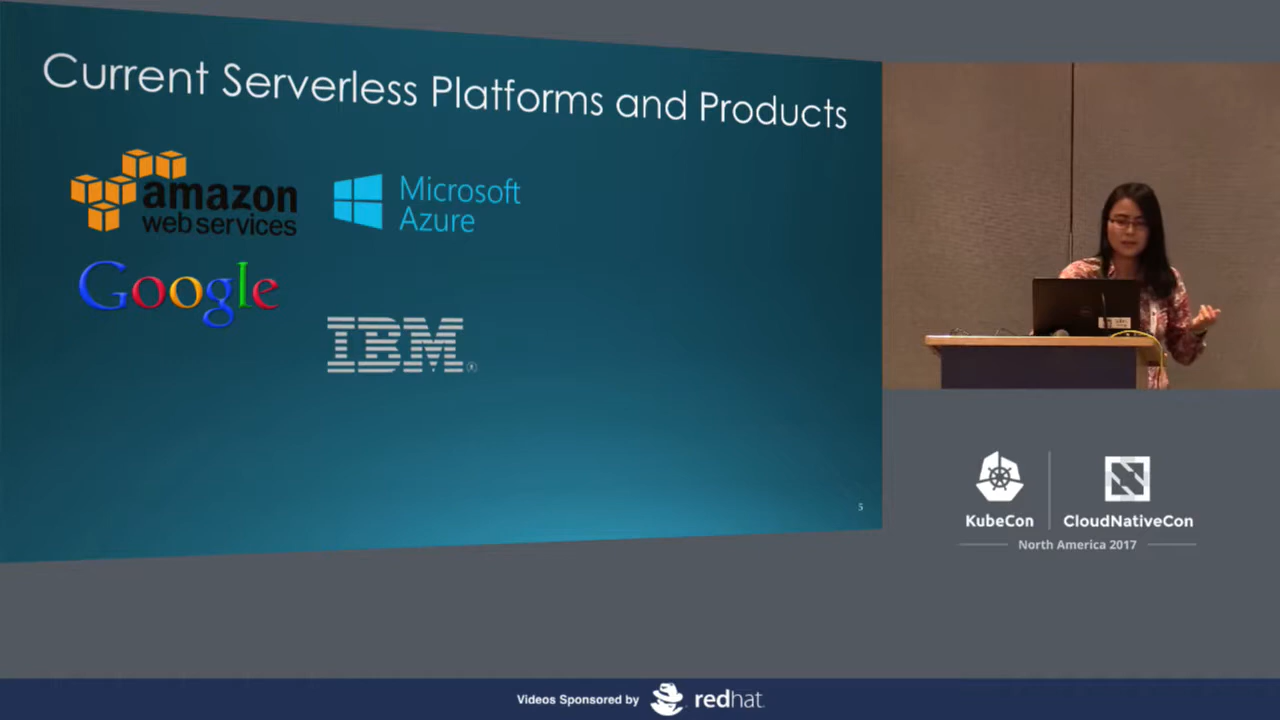 Current Serverless Platforms and Products
amazon
web services
Microsoft
Azure
Google
IBM®
5
KubeCon
CloudNativeCon
North America 2017
Videos Sponsored by
redhat.